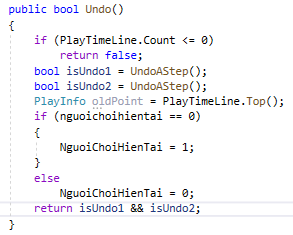 public bool Undo()
{
if (PlayTimeLine.Count <= 0)
return false;
bool isUndo1 = UndoAStep();
bool isUndo2 = UndoAStep();
PlayInfo oldPoint = PlayTimeLine.Top();
if (nguoichoihientai == 0)
{
NguoiChoiHienTai = 1;
}
else
NguoiChoiHienTai = 0;
return isUndo1 && isUndo2;
}